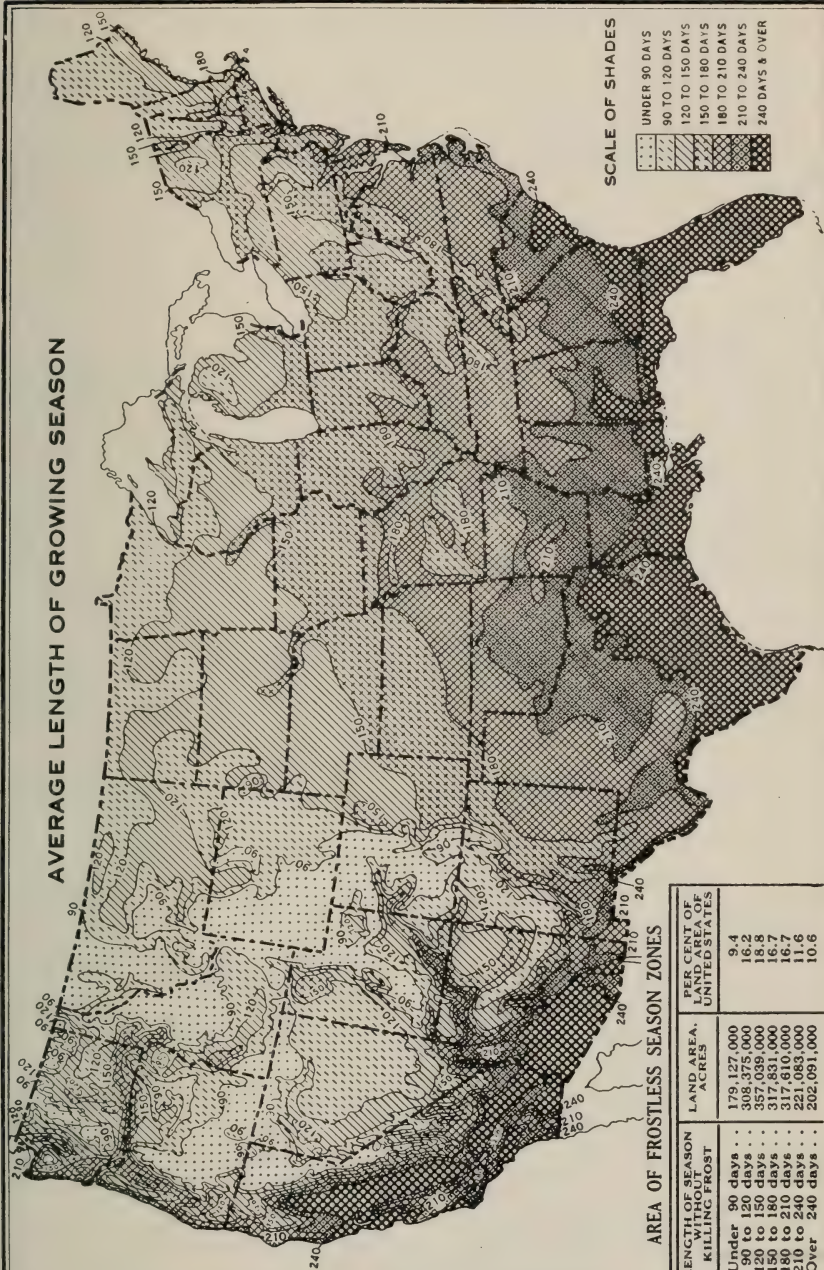 AVERAGE LENGTH OF GROWING SEASON
SCALE OF SHADES
UNDER 90 DAYS
90 TO 120 DAYS
120 TO 150 DAYS
150 TO 180 DAYS
180 TO 210 DAYS
210 TO 240 DAYS
240 DAYS & OVER
120
150
180
210
240
90
AREA OF FROSTLESS SEASON ZONES
LENGTH OF SEASON WITHOUT KILLING FROST
LAND AREA, ACRES
PER CENT OF LAND AREA OF UNITED STATES
Under 90 days . . 179,127,000 9.4
90 to 120 days . . 308,375,000 16.2
120 to 150 days . . 357,039,000 18.8
150 to 180 days . . 317,831,000 16.7
180 to 210 days . . 317,610,000 16.7
210 to 240 days . . 221,083,000 11.6
Over 240 days . . 202,091,000 10.6